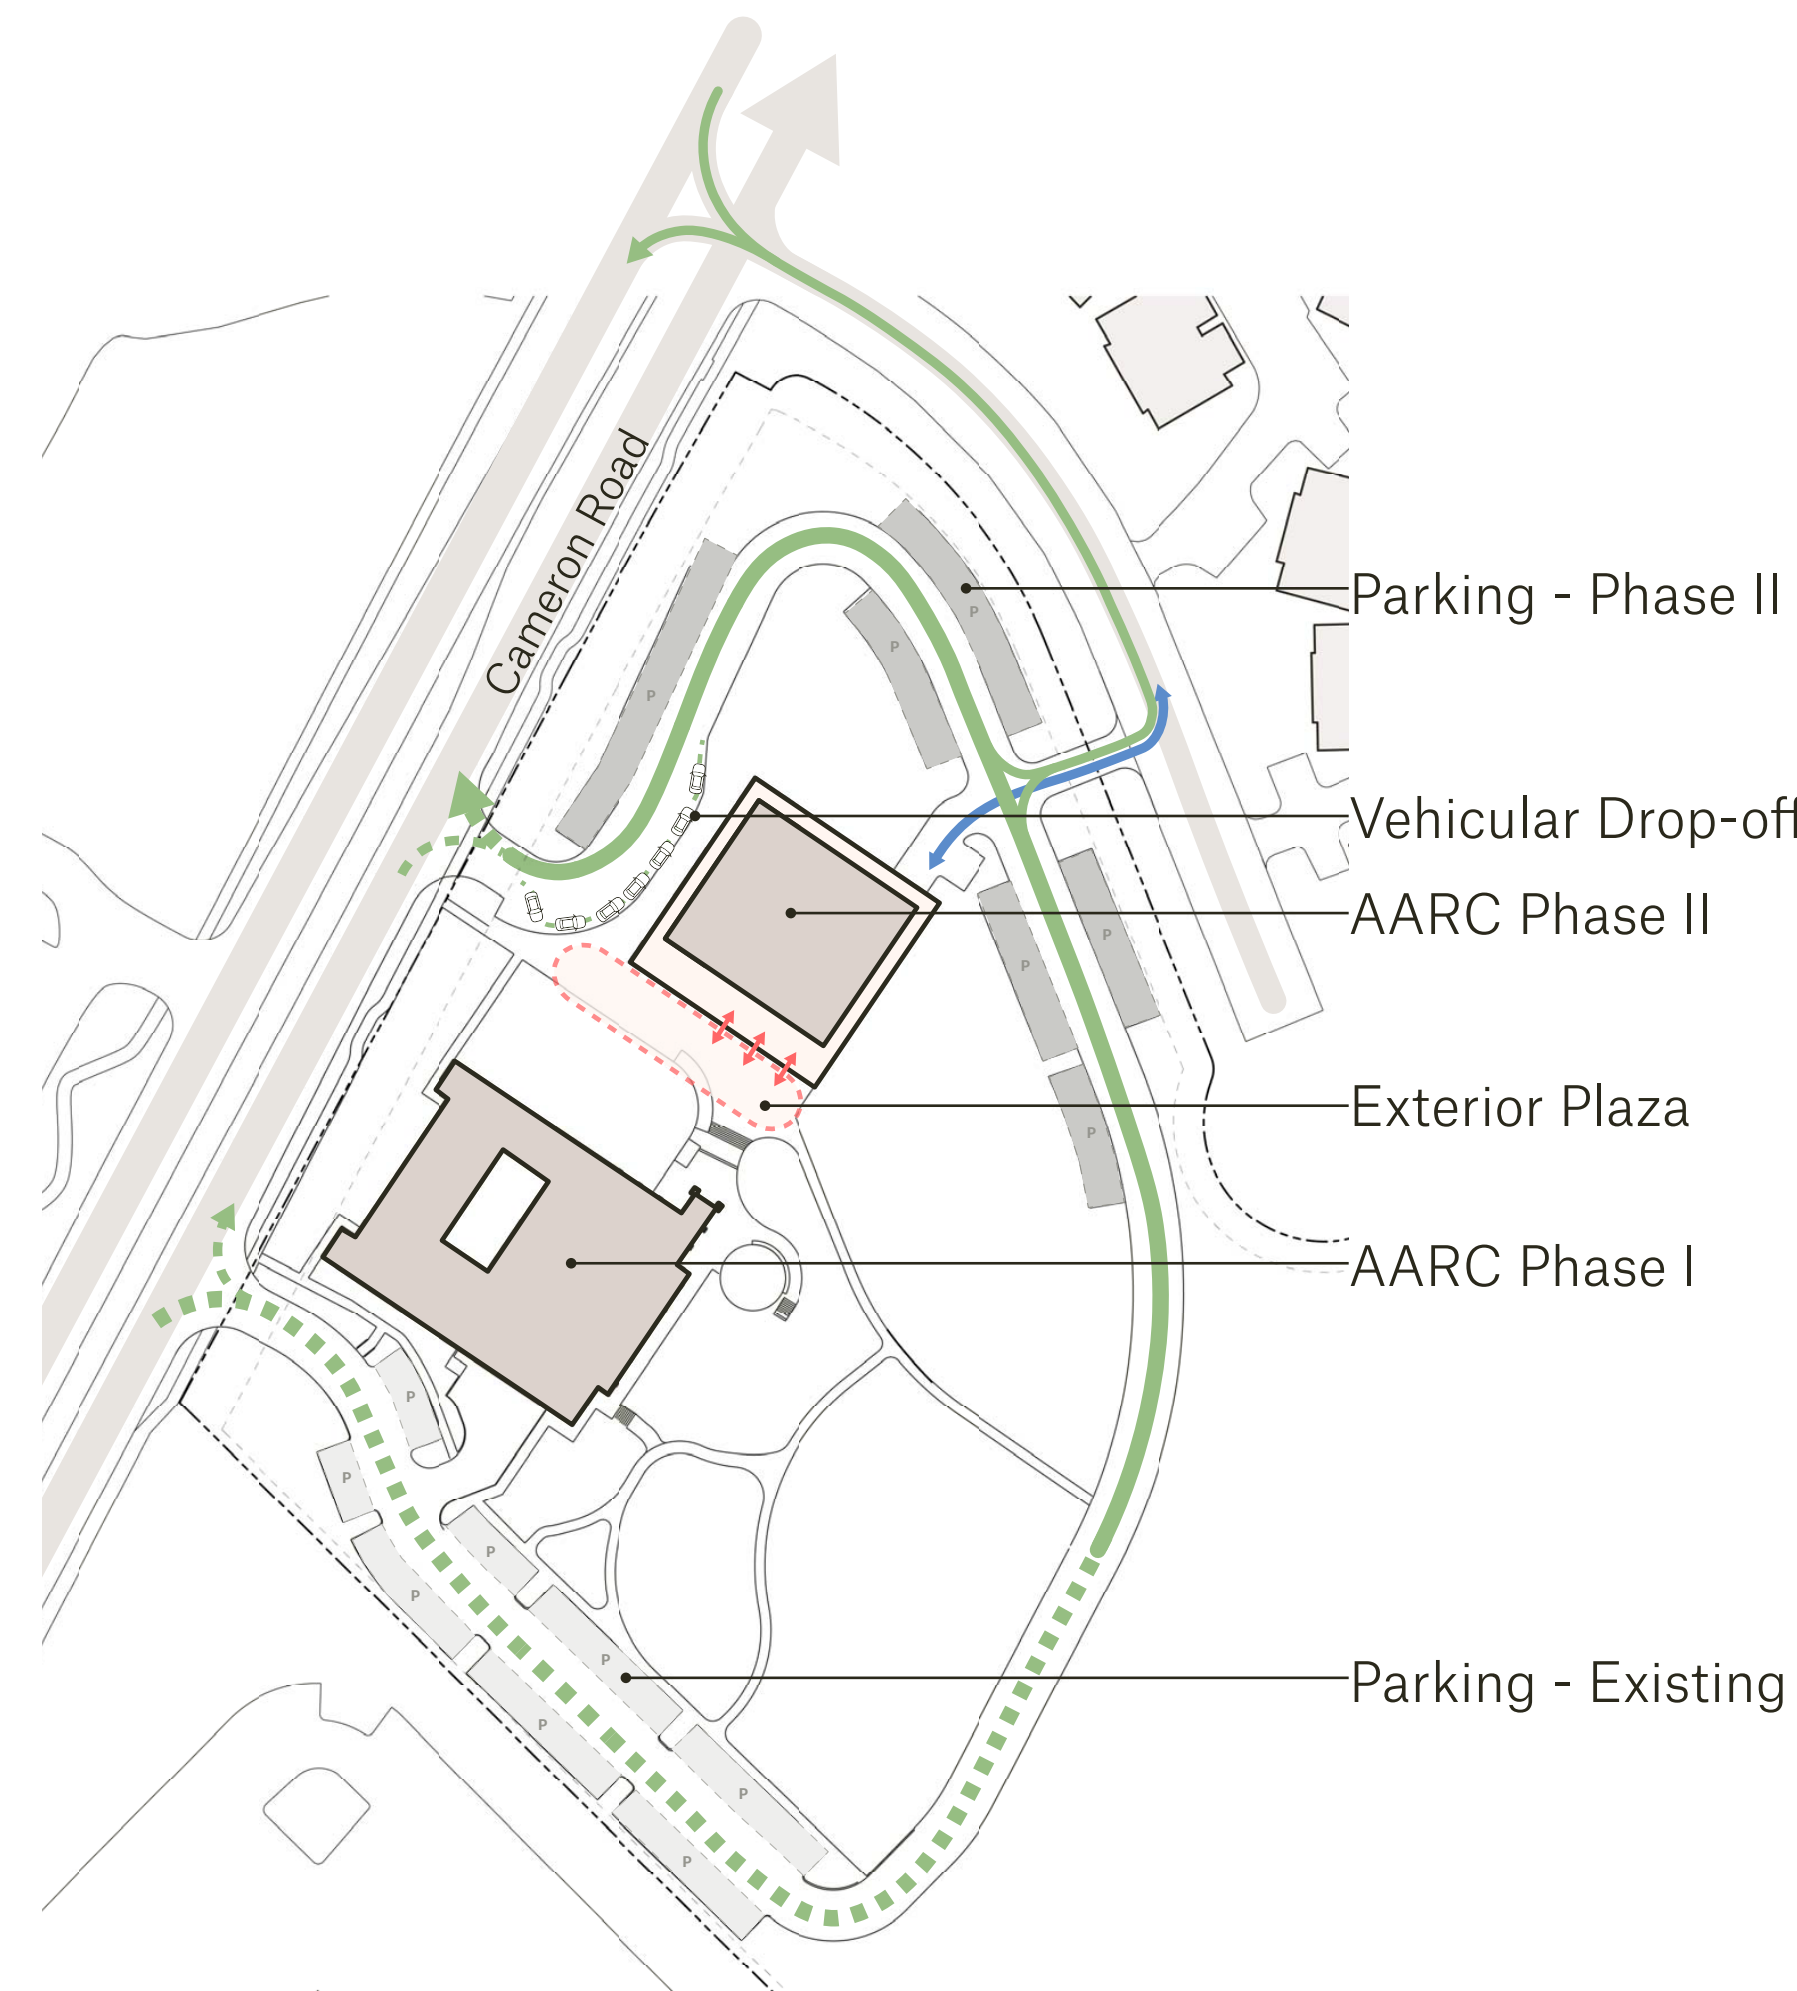 Cameron Road
P
Parking - Phase II
P
P
Vehicular Drop-off
AARC Phase II
P
P
Exterior Plaza
P
AARC Phase I
P
P
P
P
P
Parking - Existing
P
P
P